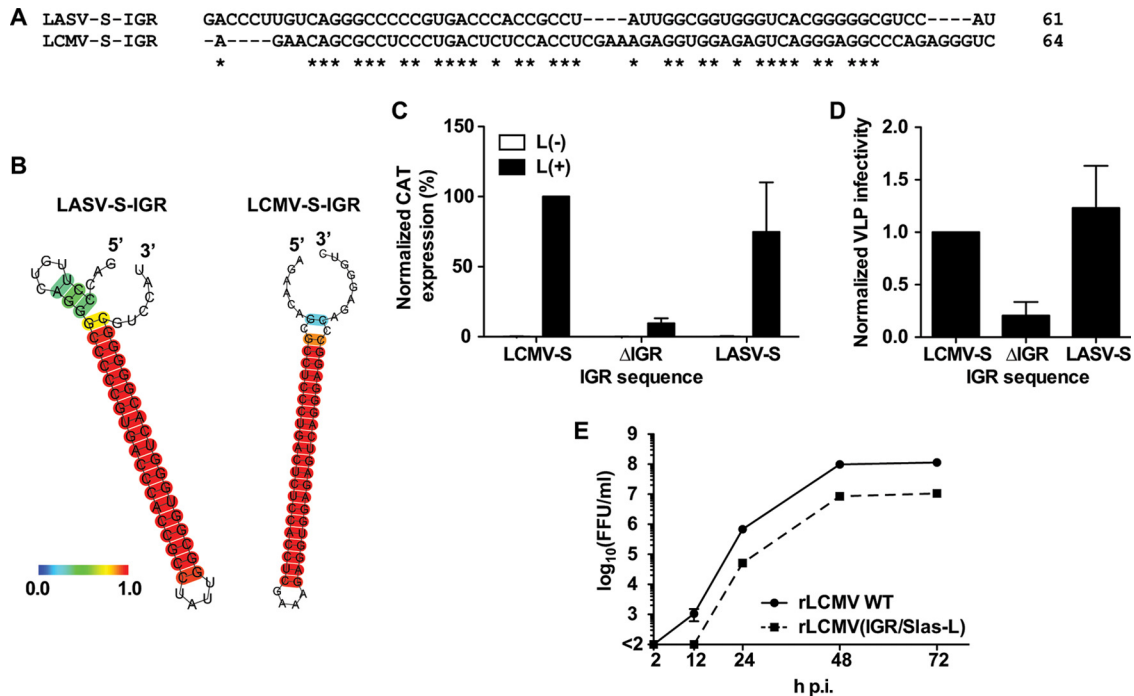 A
LASV-S-IGR GACCCUUGUCAGGGCCCCCGUGACCCACCGCCU----AUUGGCGGUGGGUCACGGGGGCGUCC----AU 61
LCMV-S-IGR -A----GAACAGCGCCUCCCUGACUCUCCACCUCGAAAGAGGUGGAGAGUCAGGGAGGCCCAGAGGGUC 64
* *** *** ** **** * ** *** * ** ** * **** ** ***
B
LASV-S-IGR
LCMV-S-IGR
5’
3’
5’
3’
0.0
1.0
C
Normalized CAT
expression (%)
150
100
50
0
L(-)
L(+)
LCMV-S
ΔIGR
LASV-S
IGR sequence
D
Normalized VLP infectivity
2.0
1.5
1.0
0.5
0.0
LCMV-S
ΔIGR
LASV-S
IGR sequence
E
log10(FFU/ml)
9
8
7
6
5
4
3
<2
rLCMV WT
rLCMV(IGR/Slas-L)
2
12
24
48
72
h p.i.